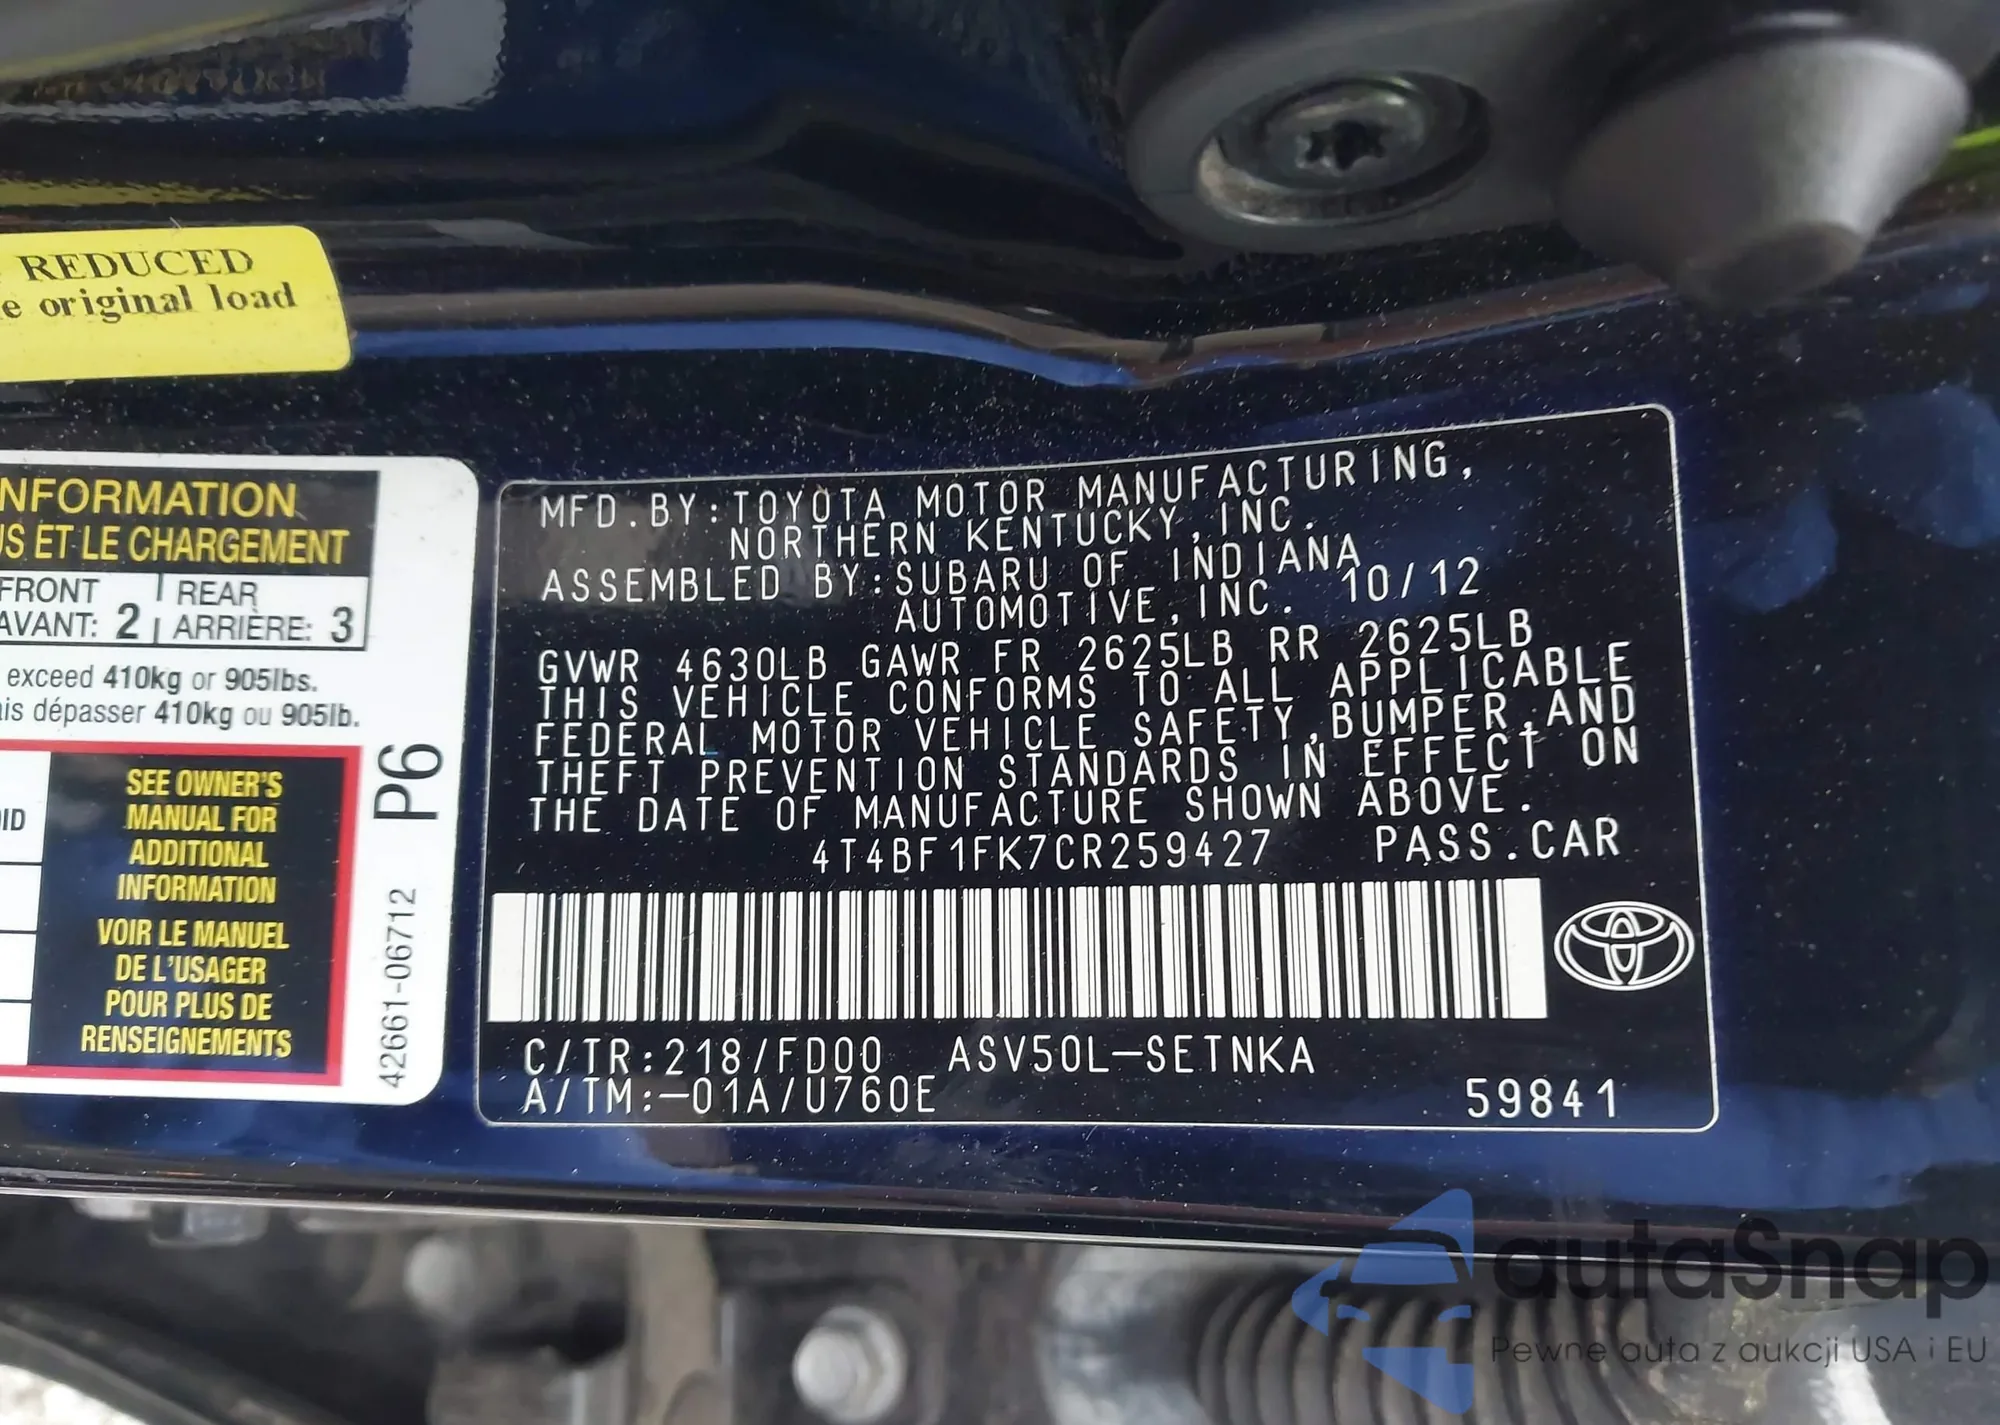 REDUCED
e original load
NFORMATION
US ET LE CHARGEMENT
FRONT REAR
AVANT: 2 ARRIÈRE: 3
exceed 410kg or 905lbs.
is dépasser 410kg ou 905lb.
OID
SEE OWNER'S
MANUAL FOR
ADDITIONAL
INFORMATION
VOIR LE MANUEL
DE L'USAGER
POUR PLUS DE
RENSEIGNEMENTS
42661-06712 P6
MFD.BY:TOYOTA MOTOR MANUFACTURING,
NORTHERN KENTUCKY,INC.
ASSEMBLED BY:SUBARU OF INDIANA
AUTOMOTIVE,INC. 10/12
GVWR 4630LB GAWR FR 2625LB RR 2625LB
THIS VEHICLE CONFORMS TO ALL APPLICABLE
FEDERAL MOTOR VEHICLE SAFETY,BUMPER,AND
THEFT PREVENTION STANDARDS IN EFFECT ON
THE DATE OF MANUFACTURE SHOWN ABOVE.
4T4BF1FK7CR259427 PASS.CAR
C/TR:218/FD00 ASV50L-SETNKA
A/TM:-01A/U760E 59841
autaSnap
Pewne auta z aukcji USA i EU